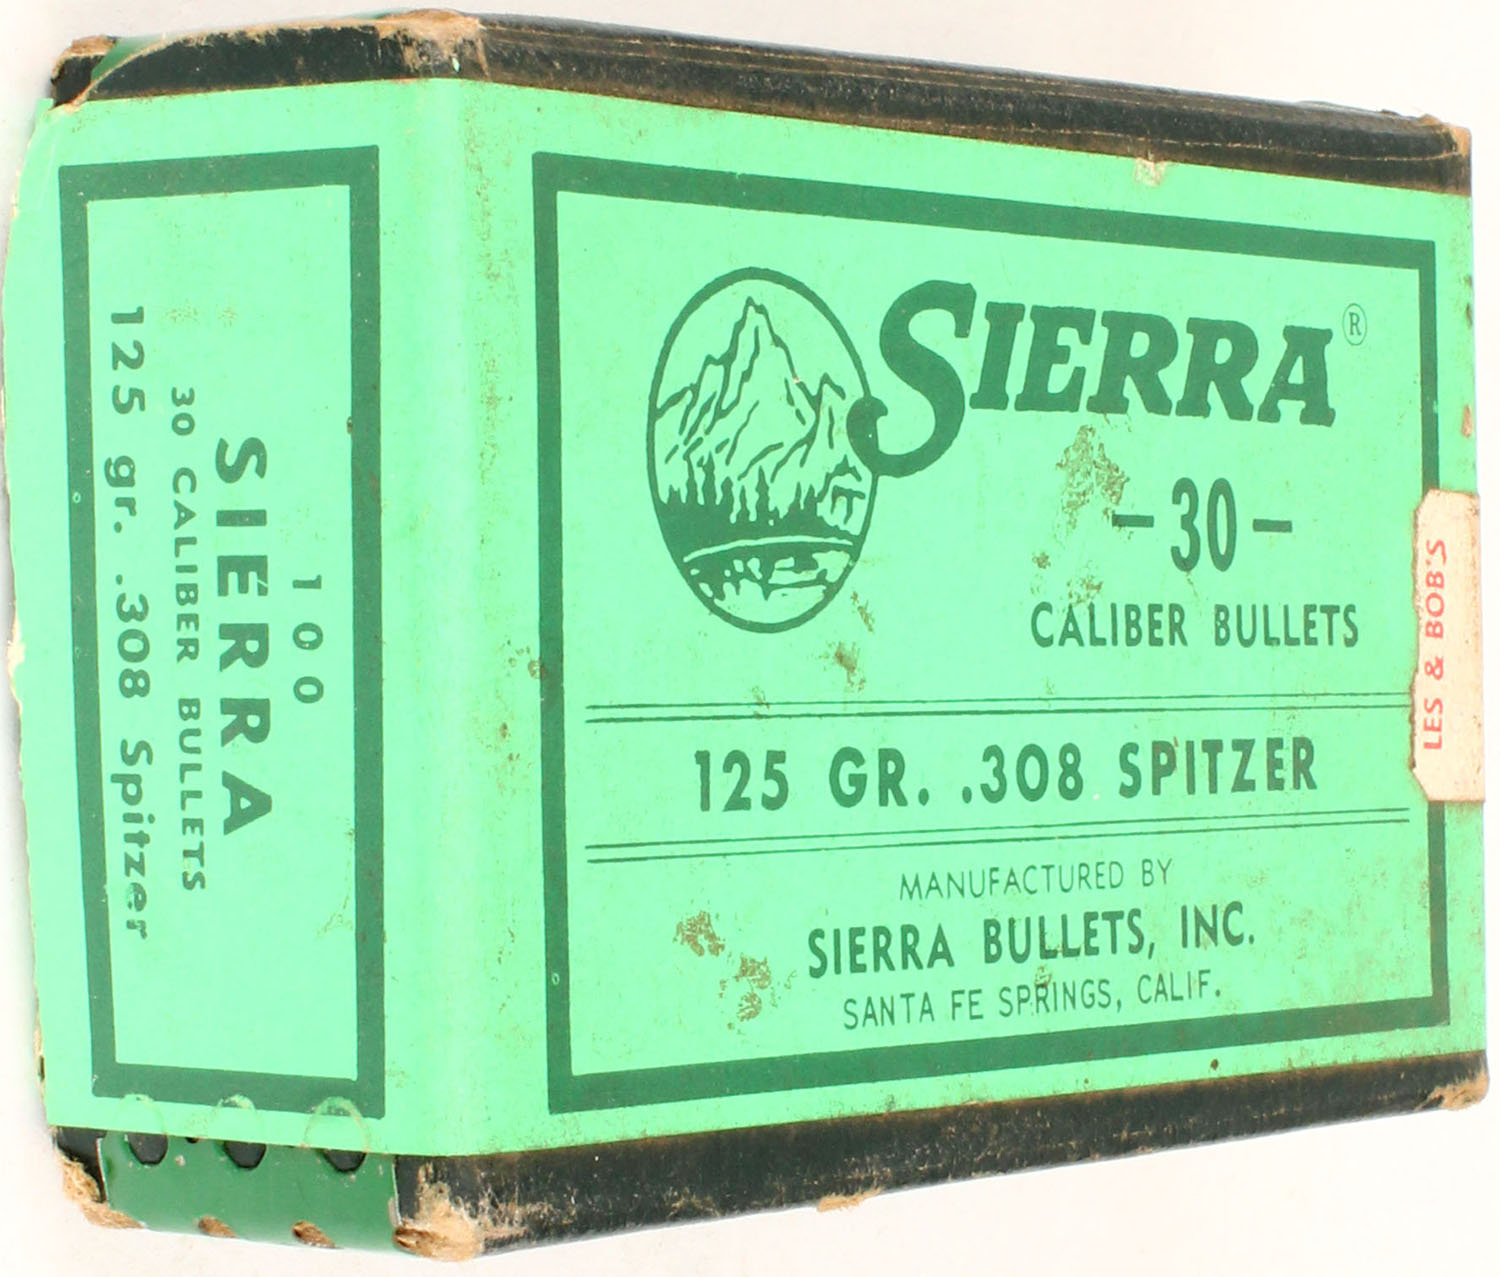 SIERRA®
-30-
CALIBER BULLETS
125 GR. .308 SPITZER
MANUFACTURED BY
SIERRA BULLETS, INC.
SANTA FE SPRINGS, CALIF.
LES & BOB'S
100
SIERRA
30 CALIBER BULLETS
125 gr. .308 Spitzer